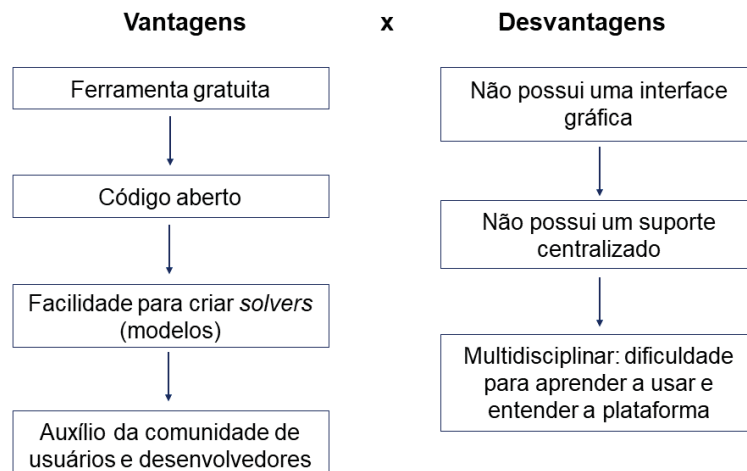 Vantagens x Desvantagens
Ferramenta gratuita
Código aberto
Facilidade para criar solvers
(modelos)
Auxílio da comunidade de
usuários e desenvolvedores
Não possui uma interface
gráfica
Não possui um suporte
centralizado
Multidisciplinar: dificuldade
para aprender a usar e
entender a plataforma